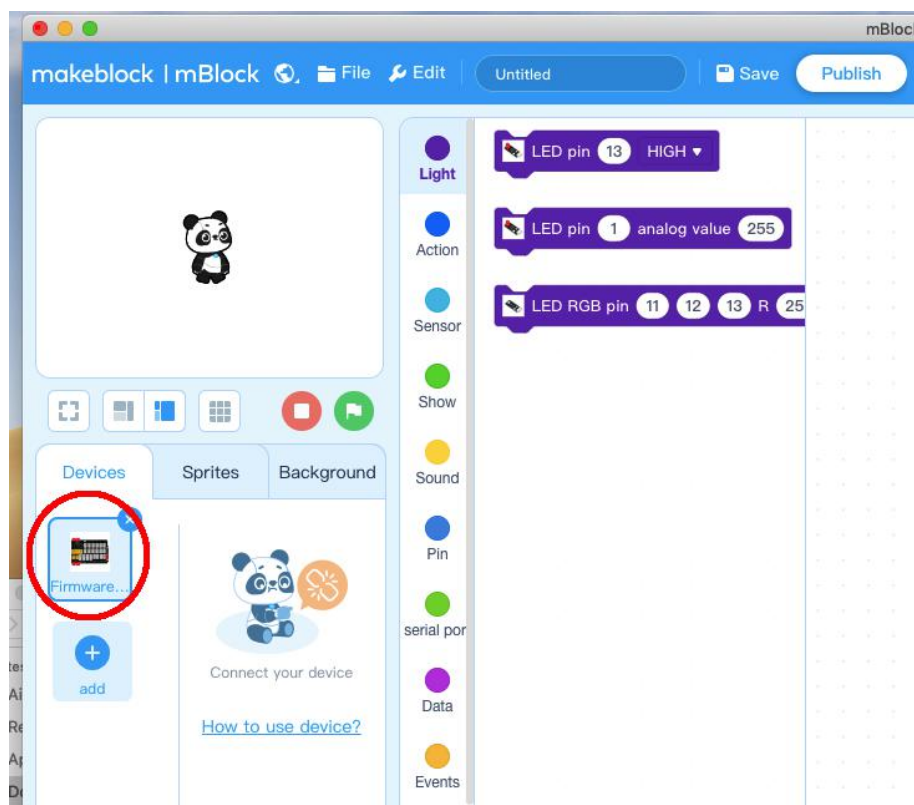 mBloc
makeblock | mBlock File Edit Untitled Save Publish
LED pin 13 HIGH
Light
LED pin 1 analog value 255
Action
LED RGB pin 11 12 13 R 25
Sensor
Show
Sound
Pin
serial por
Data
Events
Devices Sprites Background
Firmware...
add
Connect your device
How to use device?